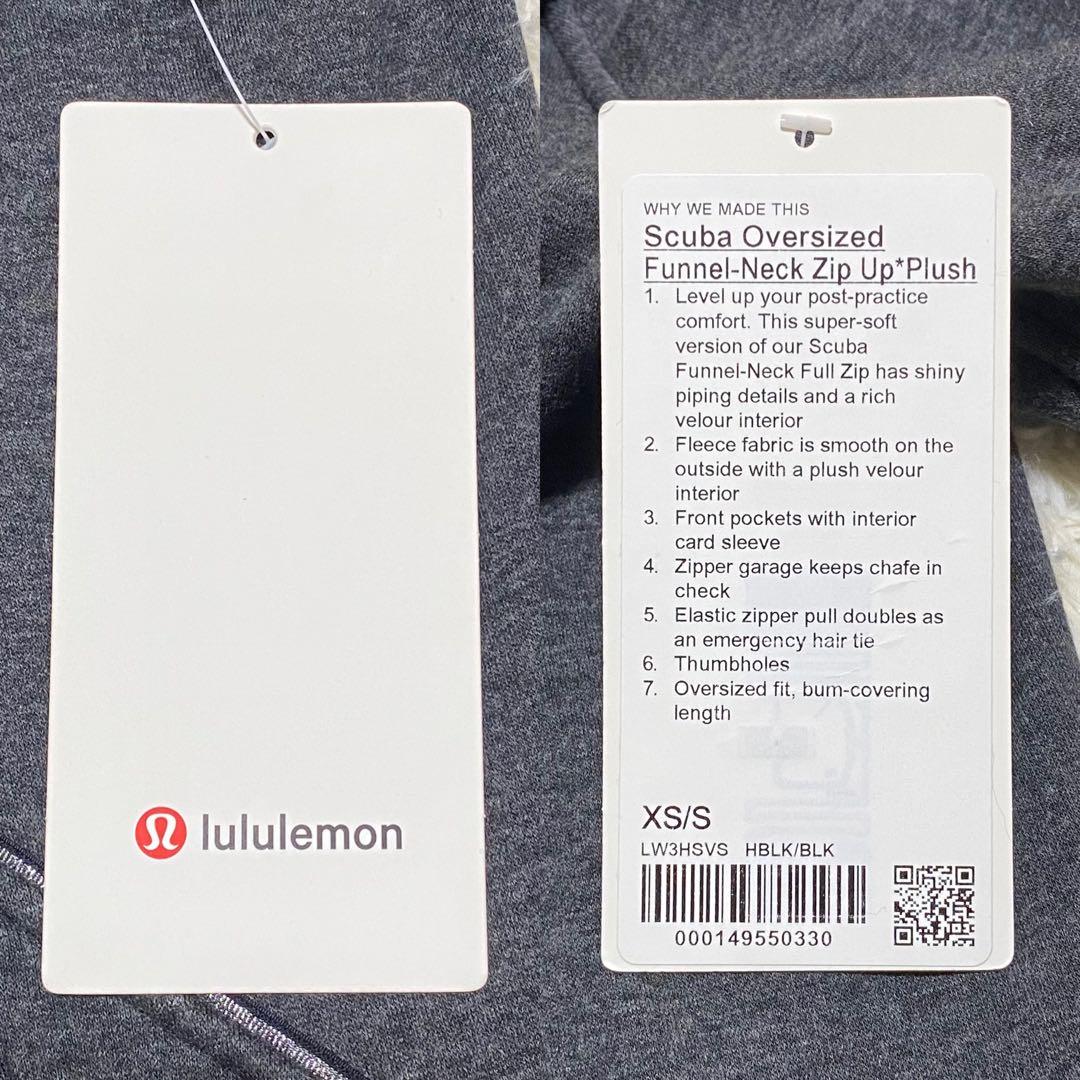 lululemon
WHY WE MADE THIS
Scuba Oversized
Funnel-Neck Zip Up*Plush
1. Level up your post-practice
comfort. This super-soft
version of our Scuba
Funnel-Neck Full Zip has shiny
piping details and a rich
velour interior
2. Fleece fabric is smooth on the
outside with a plush velour
interior
3. Front pockets with interior
card sleeve
4. Zipper garage keeps chafe in
check
5. Elastic zipper pull doubles as
an emergency hair tie
6. Thumbholes
7. Oversized fit, bum-covering
length
XS/S
LW3HSVS HBLK/BLK
000149550330